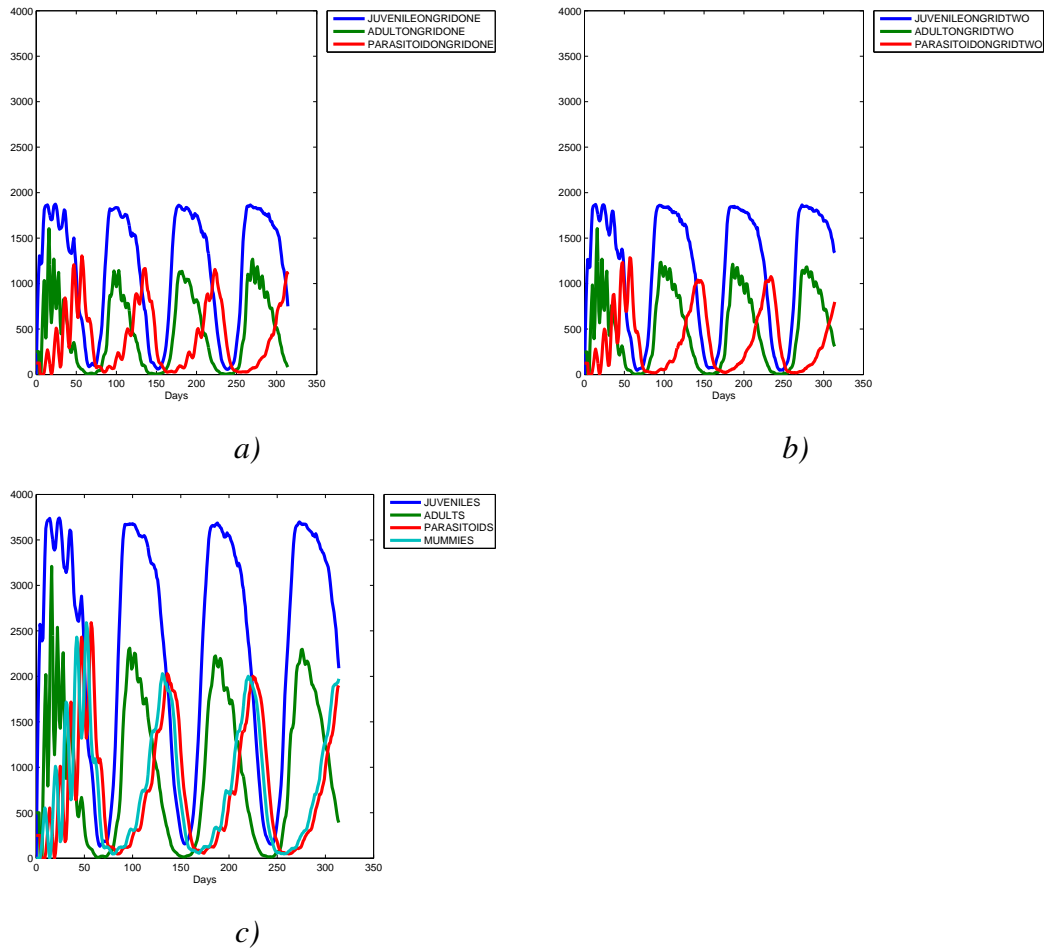 JUVENILEONGRIDONE
ADULTONGRIDONE
PARASITOIDONGRIDONE
4000
3500
3000
2500
2000
1500
1000
500
0
0 50 100 150 200 250 300 350
Days
a)
JUVENILEONGRIDTWO
ADULTONGRIDTWO
PARASITOIDONGRIDTWO
4000
3500
3000
2500
2000
1500
1000
500
0
0 50 100 150 200 250 300 350
Days
b)
JUVENILES
ADULTS
PARASITOIDS
MUMMIES
4000
3500
3000
2500
2000
1500
1000
500
0
0 50 100 150 200 250 300 350
Days
c)